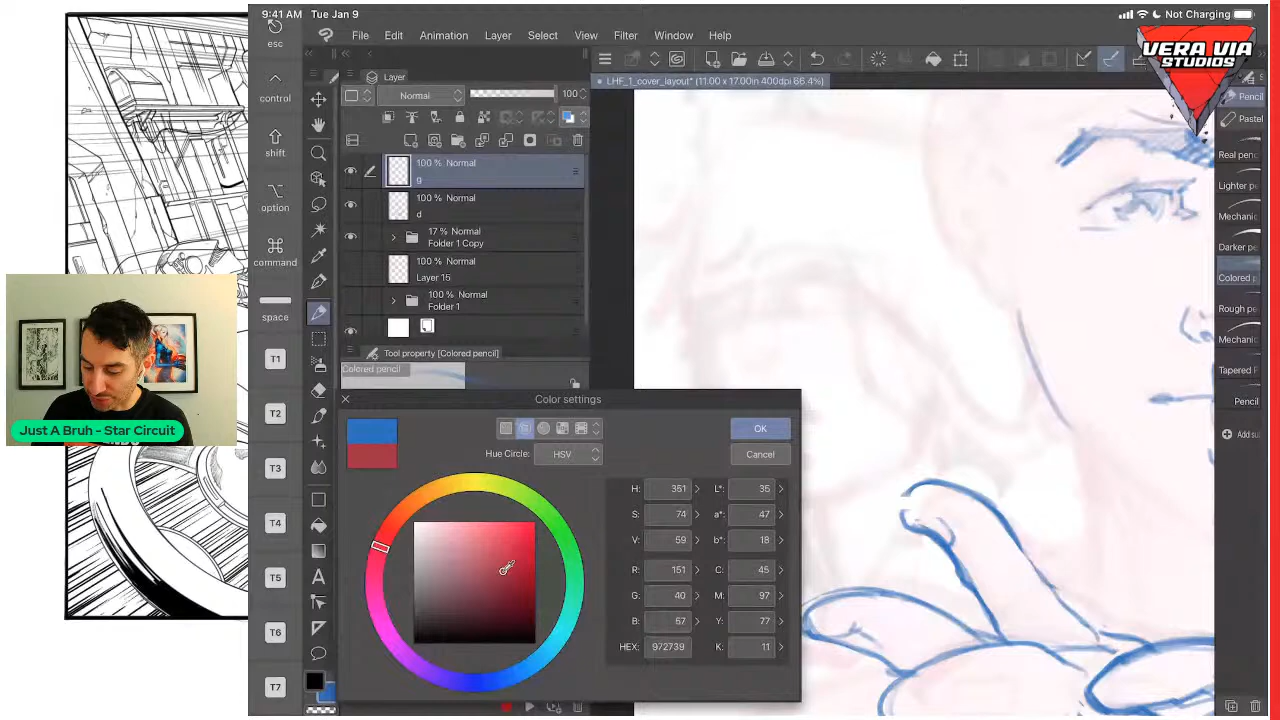 9:41 AM Tue Jan 9
Not Charging
esc
File Edit Animation Layer Select View Filter Window Help
VERA VIA
STUDIOS
control
shift
option
command
space
T1
T2
T3
T4
T5
T6
T7
Layer
LHF_1_cover_layout* (11.00 x 17.00in 400dpi 66.4%)
Normal 100
100 % Normal
g
100 % Normal
d
17 % Normal
Folder 1 Copy
100 % Normal
Layer 15
100 % Normal
Folder 1
Tool property [Colored pencil]
Colored pencil
Color settings
OK
Hue Circle: HSV
Cancel
H: 351 L*: 35
S: 74 a*: 47
V: 59 b*: 18
R: 151 C: 45
G: 40 M: 97
B: 57 Y: 77
HEX: 972739 K: 11
Pencil
Pastel
Real penc
Lighter pe
Mechanic
Darker pe
Colored p
Rough pe
Mechanic
Tapered P
Pencil
Add su
Just A Bruh - Star Circuit